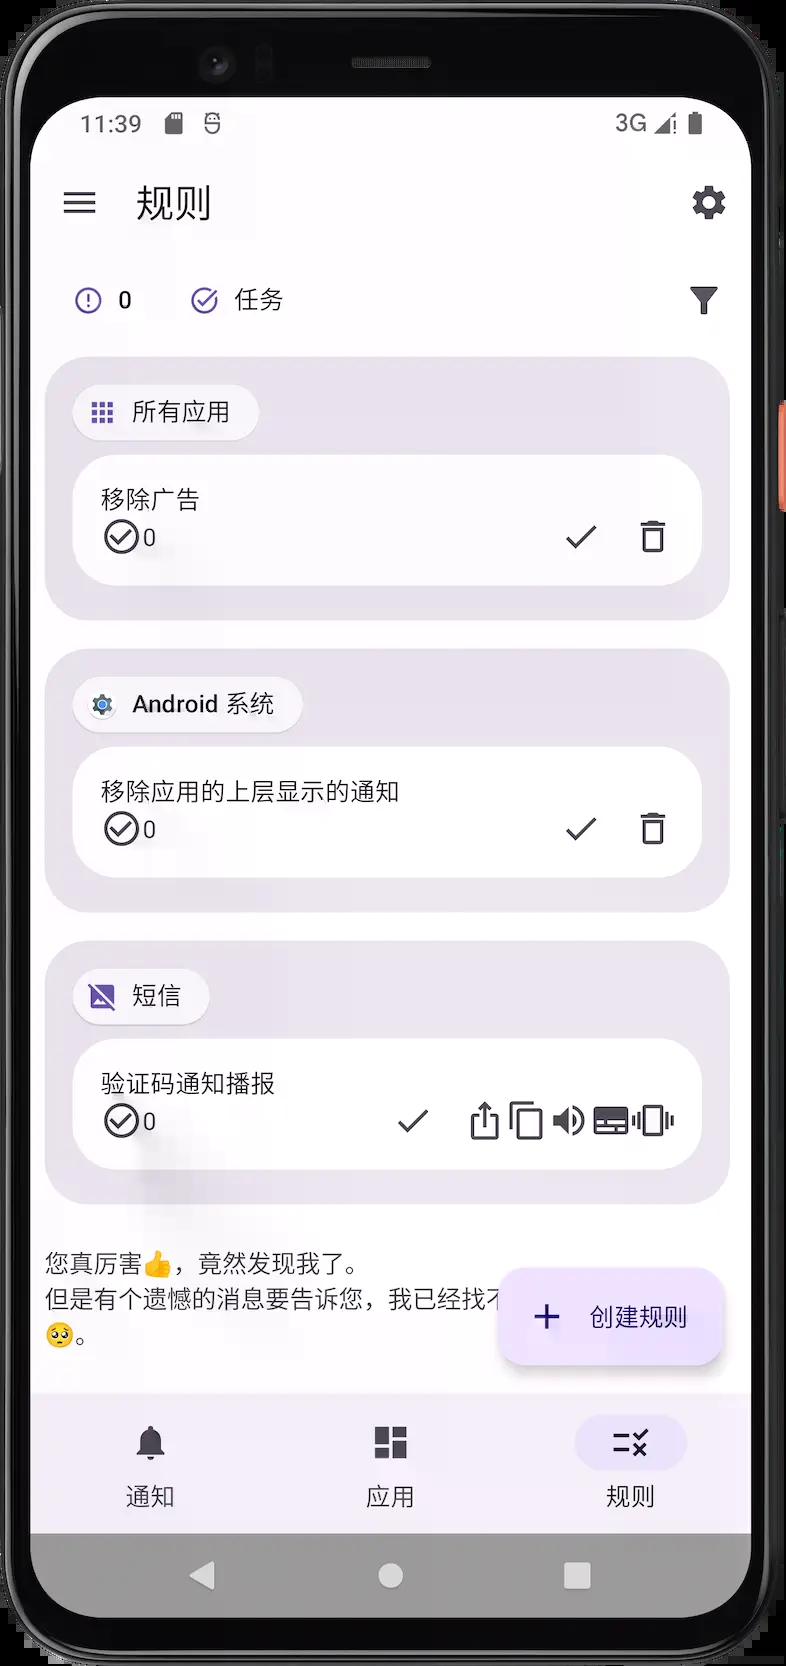 11:39
3G
规则
0
任务
所有应用
移除广告
0
Android 系统
移除应用的上层显示的通知
0
短信
验证码通知播报
0
您真厉害👍，竟然发现我了。
但是有个遗憾的消息要告诉您，我已经找不
🥺。
创建规则
通知
应用
规则